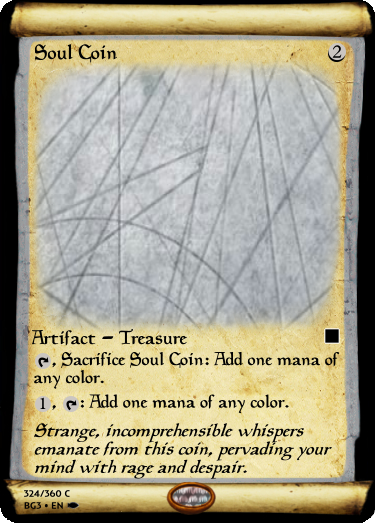 Soul Coin 2
Artifact – Treasure
, Sacrifice Soul Coin: Add one mana of
any color.
1, : Add one mana of any color.
Strange, incomprehensible whispers
emanate from this coin, pervading your
mind with rage and despair.
324/360 C
BG3 • EN